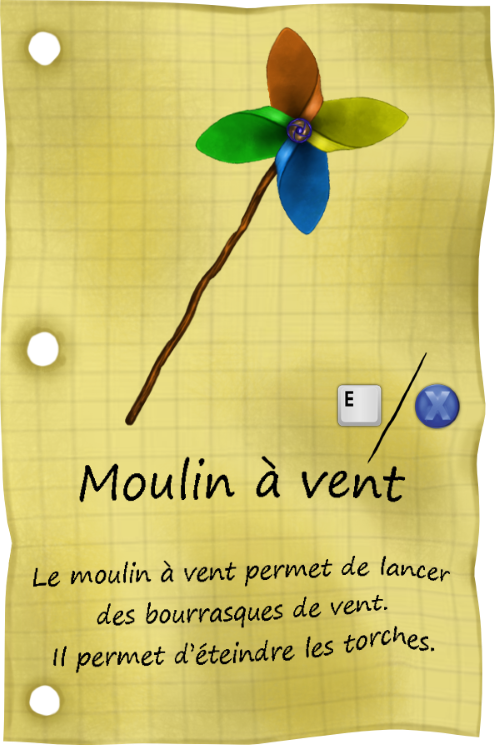 E / X
Moulin à vent
Le moulin à vent permet de lancer
des bourrasques de vent.
Il permet d'éteindre les torches.